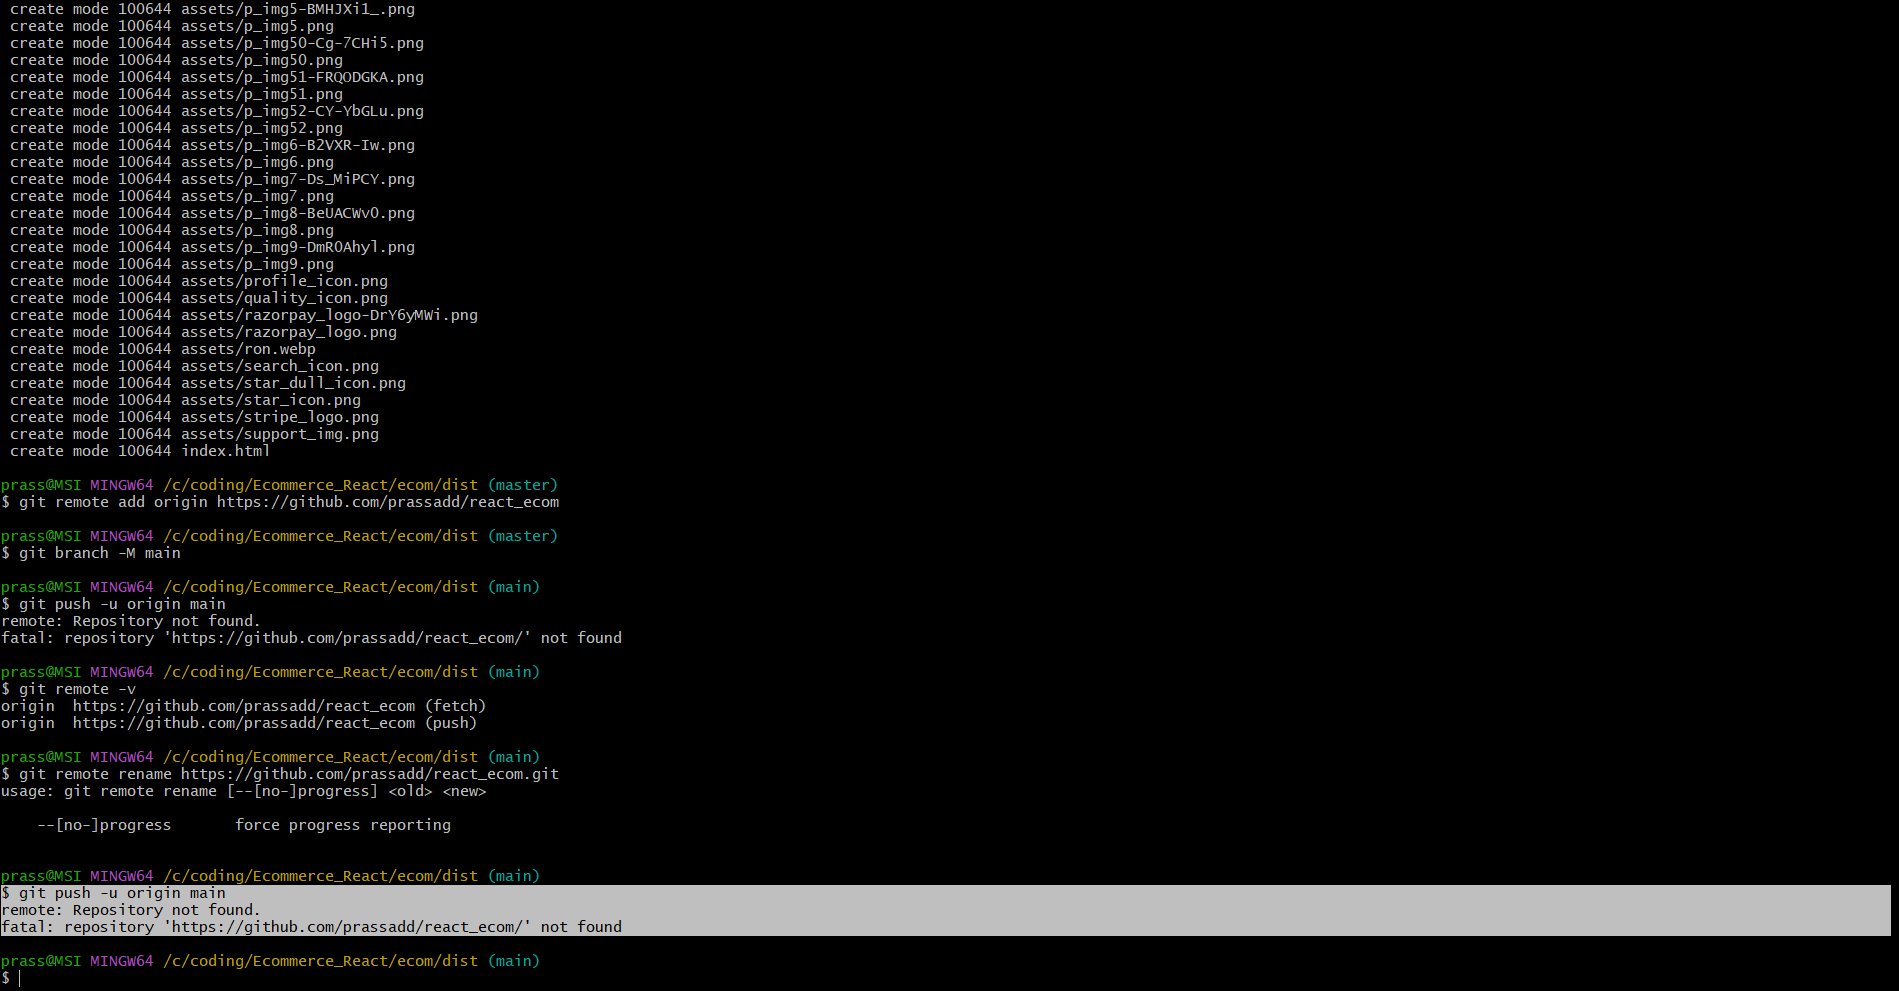 create mode 100644 assets/p_img5-BMHJXi1_.png
create mode 100644 assets/p_img5.png
create mode 100644 assets/p_img50-Cg-7CHi5.png
create mode 100644 assets/p_img50.png
create mode 100644 assets/p_img51-FRQODGKA.png
create mode 100644 assets/p_img51.png
create mode 100644 assets/p_img52-CY-YbGLu.png
create mode 100644 assets/p_img52.png
create mode 100644 assets/p_img6-B2VXR-Iw.png
create mode 100644 assets/p_img6.png
create mode 100644 assets/p_img7-Ds_MiPCY.png
create mode 100644 assets/p_img7.png
create mode 100644 assets/p_img8-BeUACWvO.png
create mode 100644 assets/p_img8.png
create mode 100644 assets/p_img9-DmR0Ahyl.png
create mode 100644 assets/p_img9.png
create mode 100644 assets/profile_icon.png
create mode 100644 assets/quality_icon.png
create mode 100644 assets/razorpay_logo-DrY6yMWi.png
create mode 100644 assets/razorpay_logo.png
create mode 100644 assets/ron.webp
create mode 100644 assets/search_icon.png
create mode 100644 assets/star_dull_icon.png
create mode 100644 assets/star_icon.png
create mode 100644 assets/stripe_logo.png
create mode 100644 assets/support_img.png
create mode 100644 index.html
prass@MSI MINGW64 /c/coding/Ecommerce_React/ecom/dist (master)
$ git remote add origin https://github.com/prassadd/react_ecom
prass@MSI MINGW64 /c/coding/Ecommerce_React/ecom/dist (master)
$ git branch -M main
prass@MSI MINGW64 /c/coding/Ecommerce_React/ecom/dist (main)
$ git push -u origin main
remote: Repository not found.
fatal: repository 'https://github.com/prassadd/react_ecom/' not found
prass@MSI MINGW64 /c/coding/Ecommerce_React/ecom/dist (main)
$ git remote -v
origin  https://github.com/prassadd/react_ecom (fetch)
origin  https://github.com/prassadd/react_ecom (push)
prass@MSI MINGW64 /c/coding/Ecommerce_React/ecom/dist (main)
$ git remote rename https://github.com/prassadd/react_ecom.git
usage: git remote rename [--[no-]progress] <old> <new>
--[no-]progress       force progress reporting
prass@MSI MINGW64 /c/coding/Ecommerce_React/ecom/dist (main)
$ git push -u origin main
remote: Repository not found.
fatal: repository 'https://github.com/prassadd/react_ecom/' not found
prass@MSI MINGW64 /c/coding/Ecommerce_React/ecom/dist (main)
$